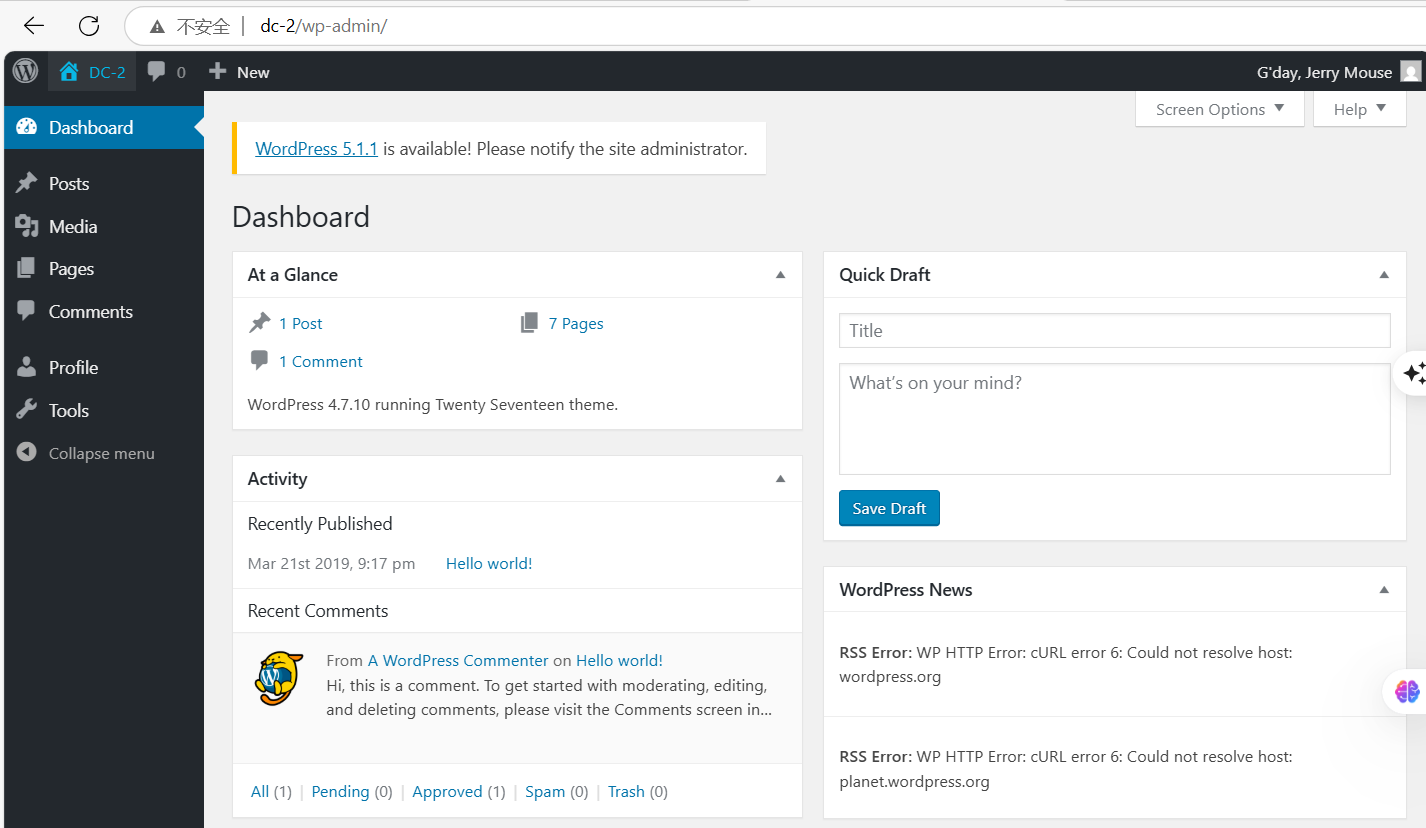 不安全 | dc-2/wp-admin/
DC-2 0 New G'day, Jerry Mouse
Screen Options Help
Dashboard
Posts
Media
Pages
Comments
Profile
Tools
Collapse menu
WordPress 5.1.1 is available! Please notify the site administrator.
Dashboard
At a Glance
1 Post 7 Pages
1 Comment
WordPress 4.7.10 running Twenty Seventeen theme.
Activity
Recently Published
Mar 21st 2019, 9:17 pm Hello world!
Recent Comments
From A WordPress Commenter on Hello world!
Hi, this is a comment. To get started with moderating, editing,
and deleting comments, please visit the Comments screen in...
All (1) | Pending (0) | Approved (1) | Spam (0) | Trash (0)
Quick Draft
Title
What's on your mind?
Save Draft
WordPress News
RSS Error: WP HTTP Error: cURL error 6: Could not resolve host:
wordpress.org
RSS Error: WP HTTP Error: cURL error 6: Could not resolve host:
planet.wordpress.org